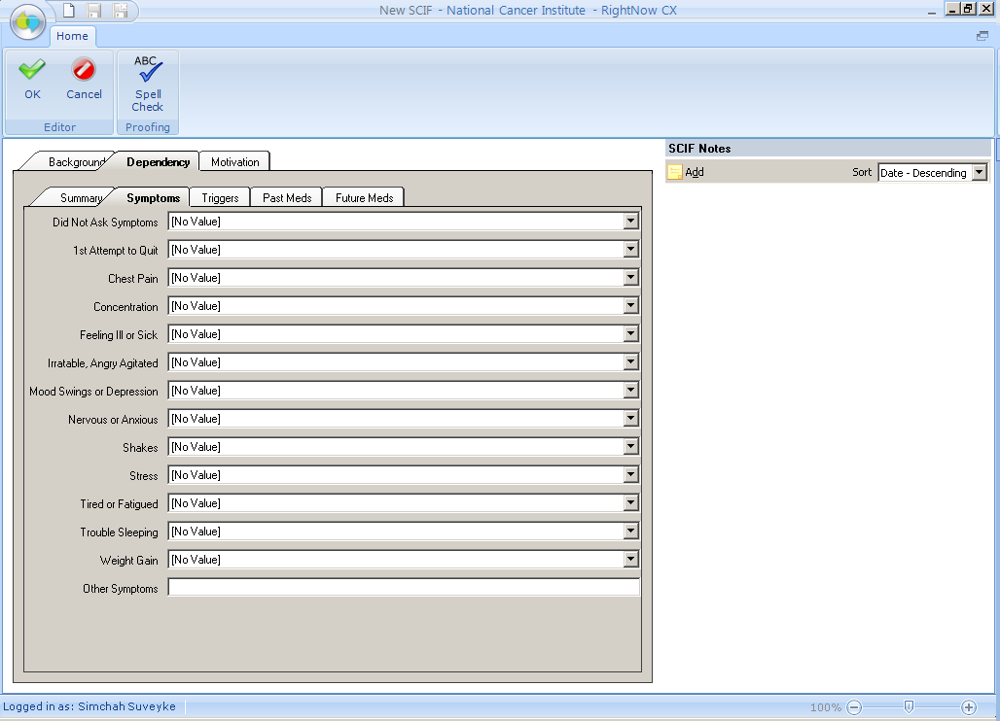 New SCIF - National Cancer Institute - RightNow CX
Home
OK
Cancel
ABC
Spell
Check
Editor
Proofing
Background
Dependency
Motivation
Summary
Symptoms
Triggers
Past Meds
Future Meds
Did Not Ask Symptoms [No Value]
1st Attempt to Quit [No Value]
Chest Pain [No Value]
Concentration [No Value]
Feeling Ill or Sick [No Value]
Irratable, Angry Agitated [No Value]
Mood Swings or Depression [No Value]
Nervous or Anxious [No Value]
Shakes [No Value]
Stress [No Value]
Tired or Fatigued [No Value]
Trouble Sleeping [No Value]
Weight Gain [No Value]
Other Symptoms
SCIF Notes
Add
Sort Date - Descending
Logged in as: Simchah Suveyke
100%